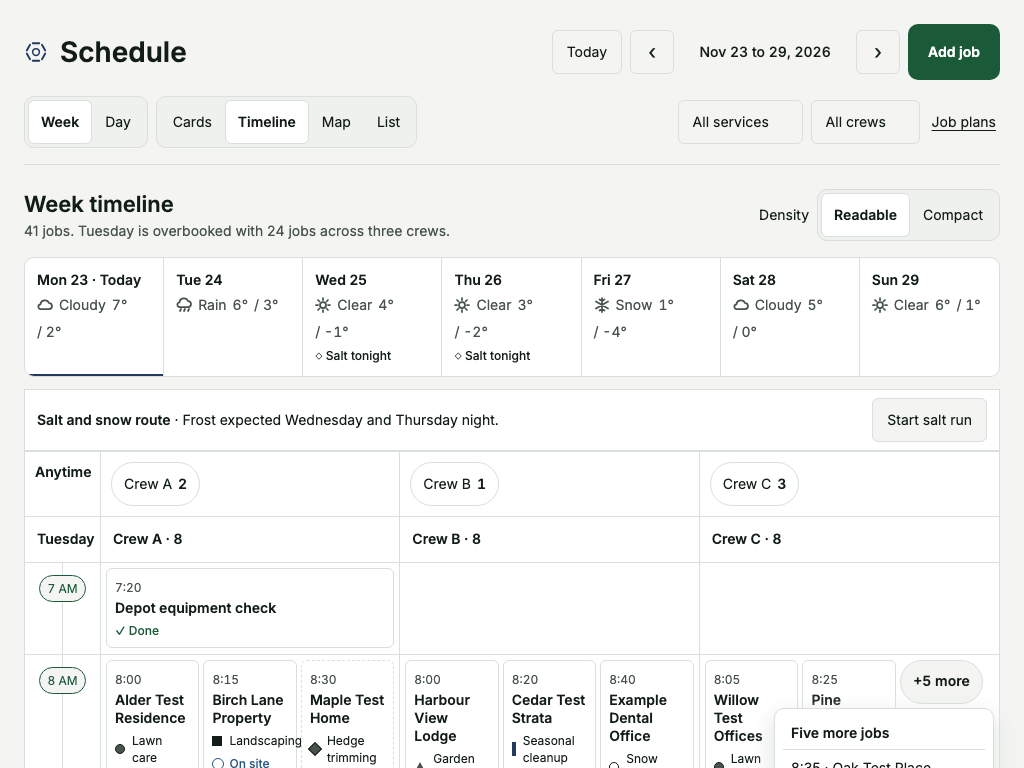 Schedule
Today
‹
Nov 23 to 29, 2026
›
Add job
Week
Day
Cards
Timeline
Map
List
All services
All crews
Job plans
Week timeline
41 jobs. Tuesday is overbooked with 24 jobs across three crews.
Density
Readable
Compact
Mon 23 · Today
Cloudy 7°
/ 2°
Tue 24
Rain 6° / 3°
Wed 25
Clear 4°
/ -1°
◇ Salt tonight
Thu 26
Clear 3°
/ -2°
◇ Salt tonight
Fri 27
Snow 1°
/ -4°
Sat 28
Cloudy 5°
/ 0°
Sun 29
Clear 6° / 1°
Salt and snow route · Frost expected Wednesday and Thursday night.
Start salt run
Anytime
Crew A 2
Crew B 1
Crew C 3
Tuesday
Crew A · 8
Crew B · 8
Crew C · 8
7 AM
7:20
Depot equipment check
✓ Done
8 AM
8:00
Alder Test
Residence
Lawn
care
8:15
Birch Lane
Property
Landscaping
On site
8:30
Maple Test
Home
Hedge
trimming
8:00
Harbour
View
Lodge
Garden
8:20
Cedar Test
Strata
Seasonal
cleanup
8:40
Example
Dental
Office
Snow
8:05
Willow
Test
Offices
Lawn
8:25
Pine
+5 more
Five more jobs
8:35 · Oak Test Place